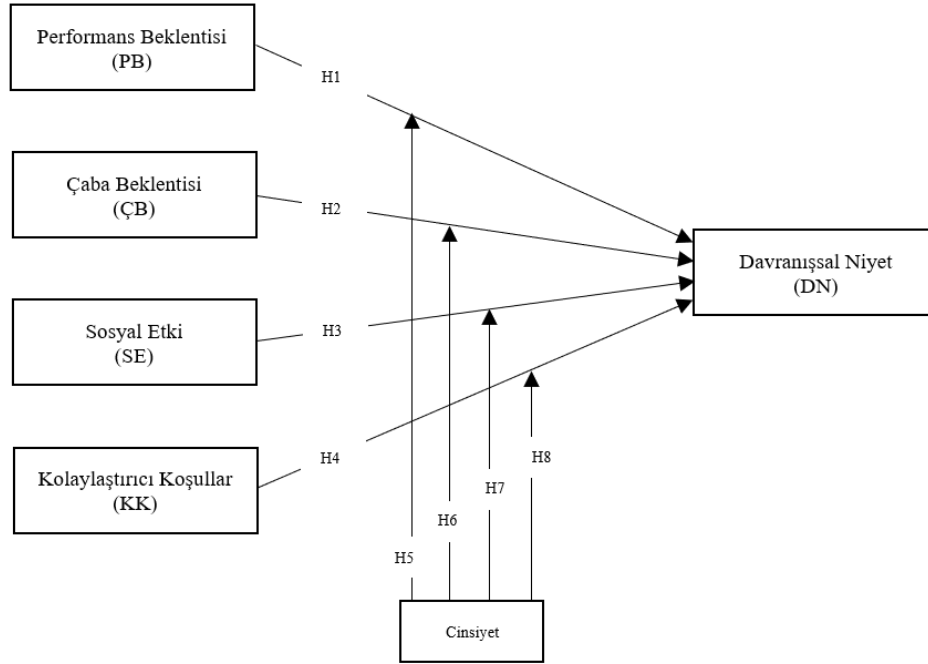 Performans Beklentisi
(PB)
H1
Çaba Beklentisi
(ÇB)
H2
Davranışsal Niyet
(DN)
Sosyal Etki
(SE)
H3
Kolaylaştırıcı Koşullar
(KK)
H4
H8
H7
H6
H5
Cinsiyet